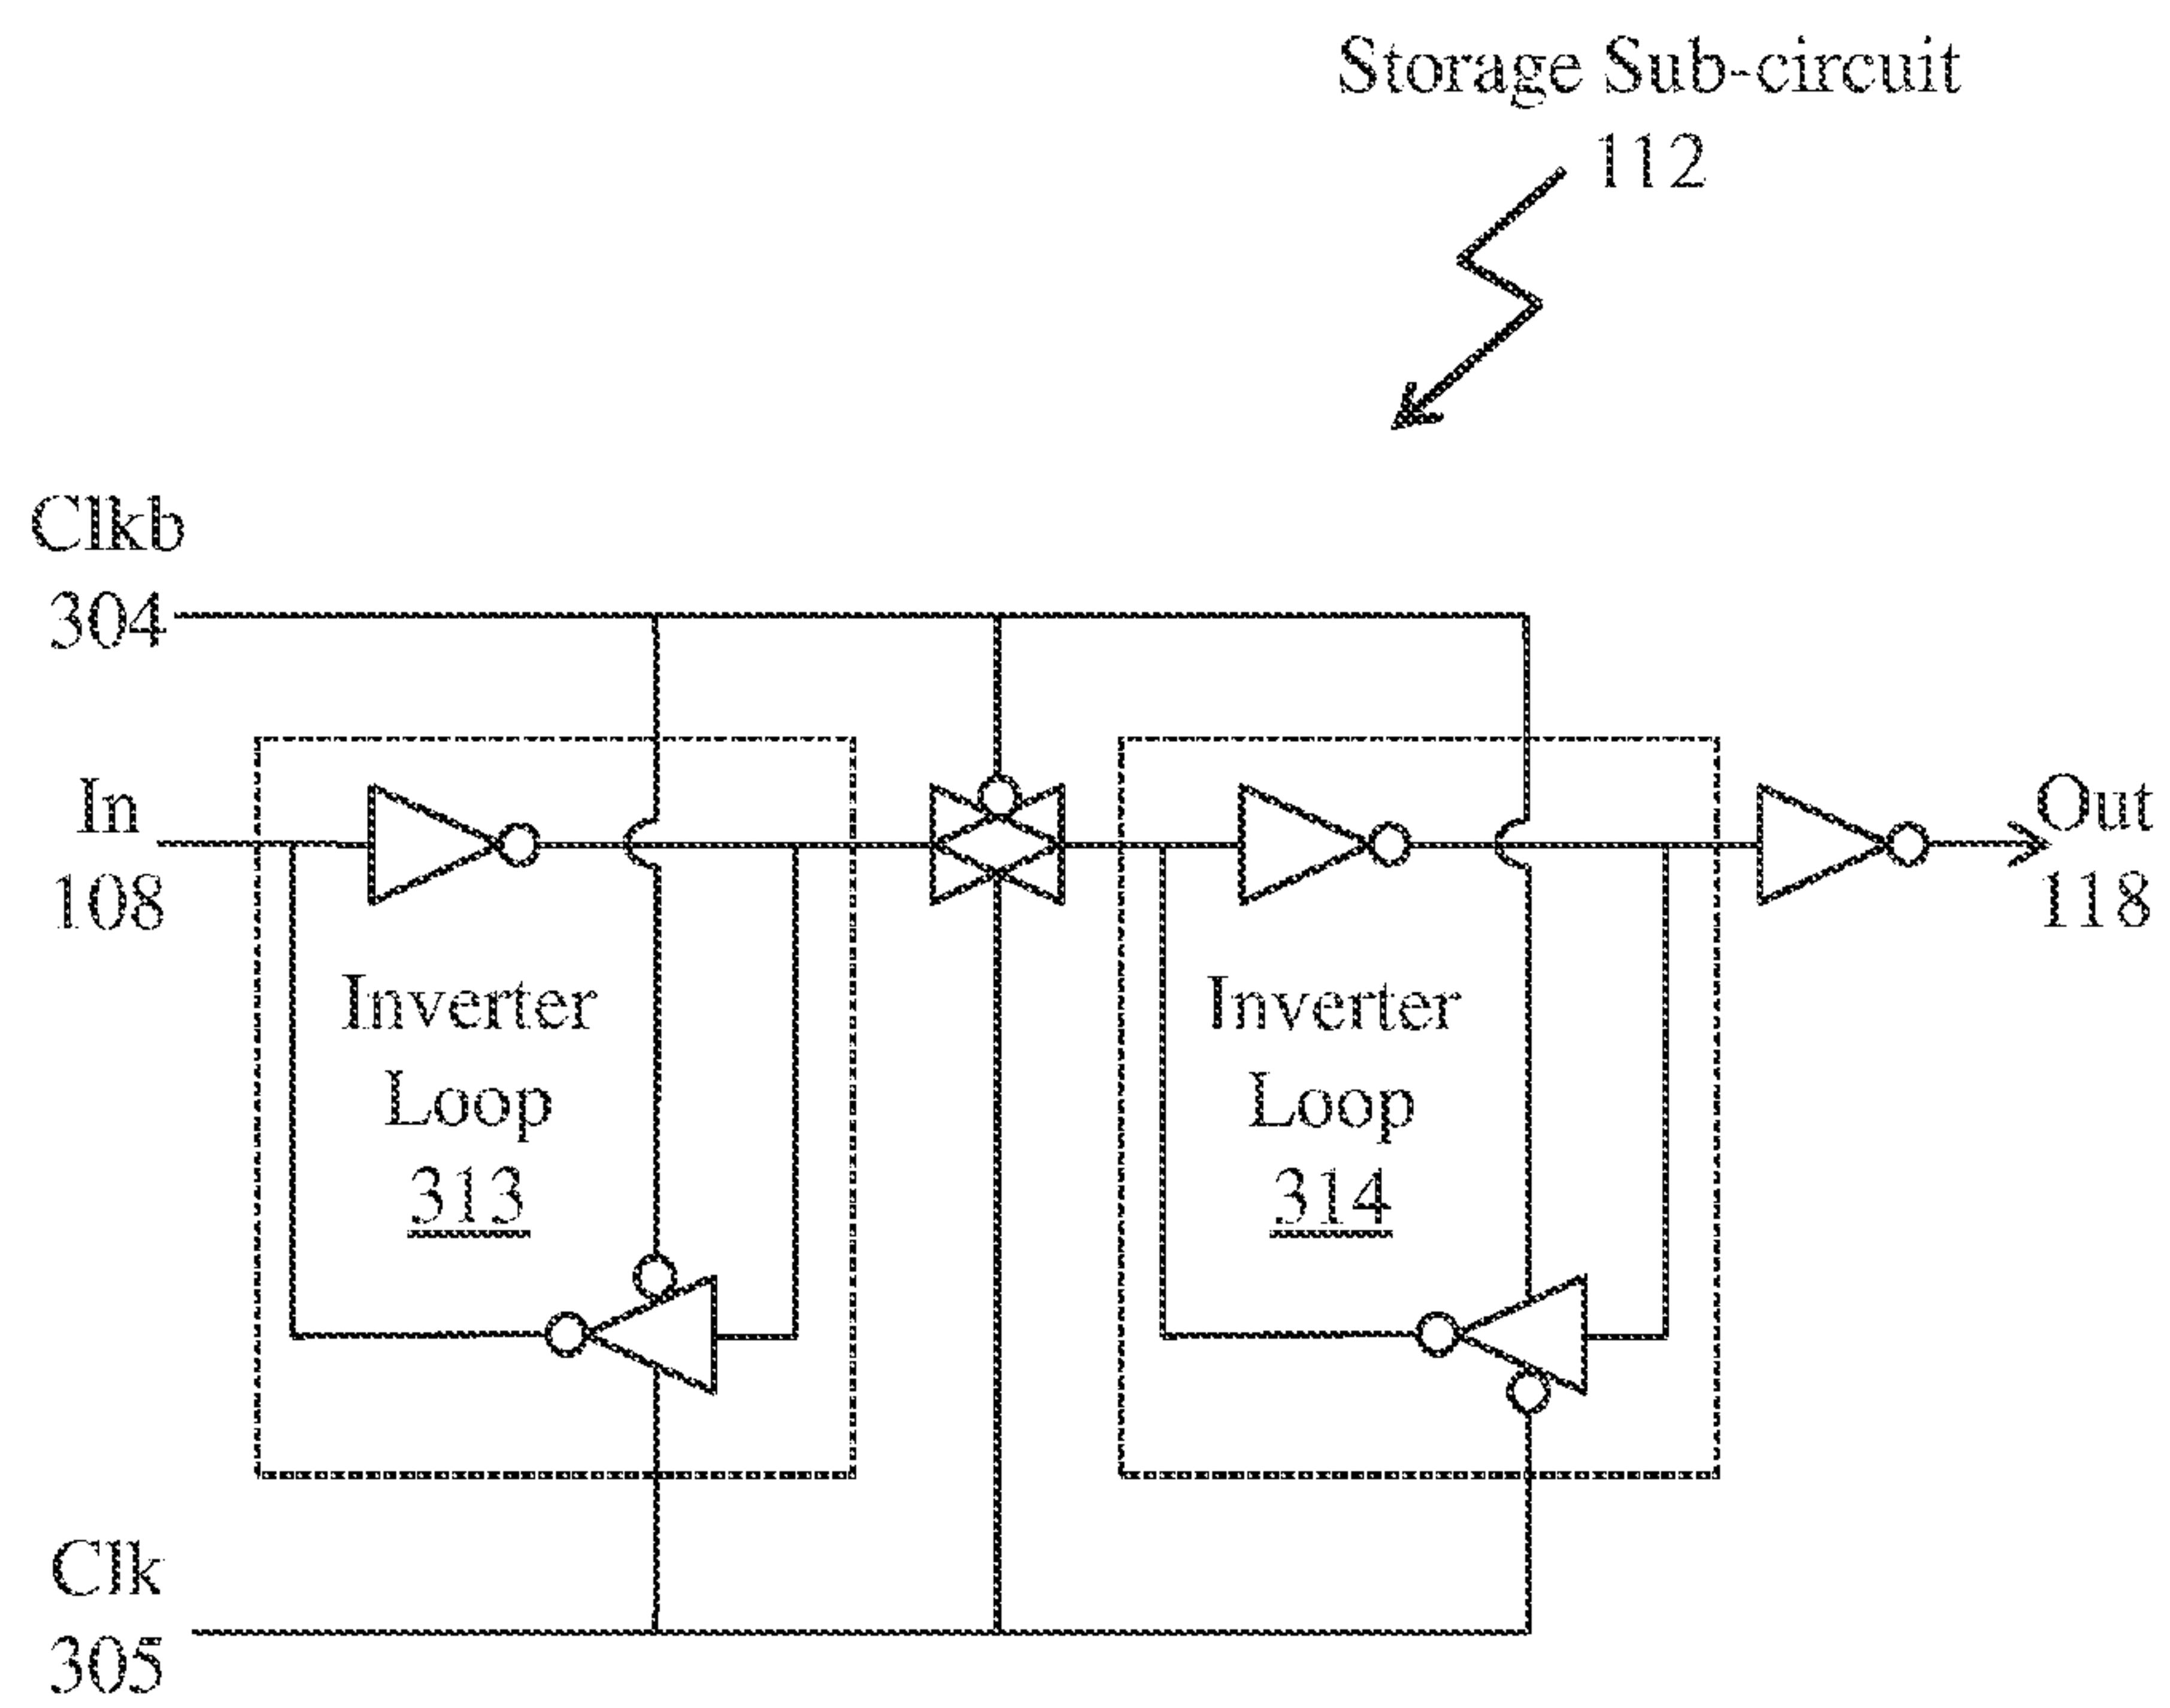 Storage Sub-circuit
112
Clkb
304
In
108
Out
118
Inverter
Loop
313
Inverter
Loop
314
Clk
305